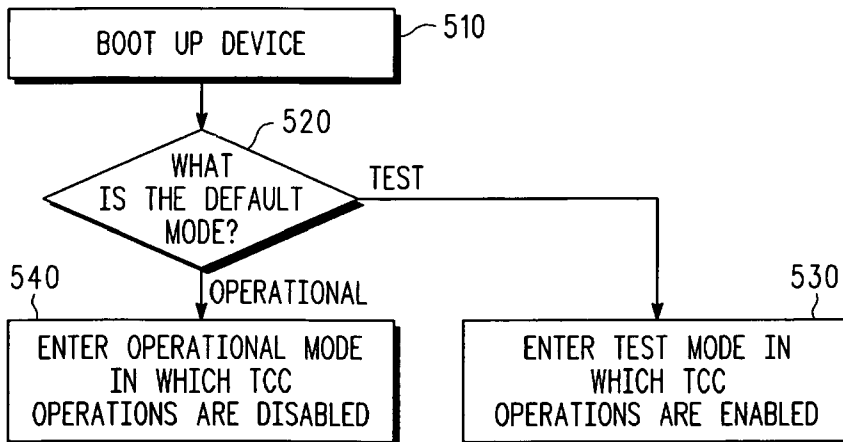 BOOT UP DEVICE
510
520
WHAT
IS THE DEFAULT
MODE?
TEST
OPERATIONAL
540
ENTER OPERATIONAL MODE
IN WHICH TCC
OPERATIONS ARE DISABLED
530
ENTER TEST MODE IN
WHICH TCC
OPERATIONS ARE ENABLED